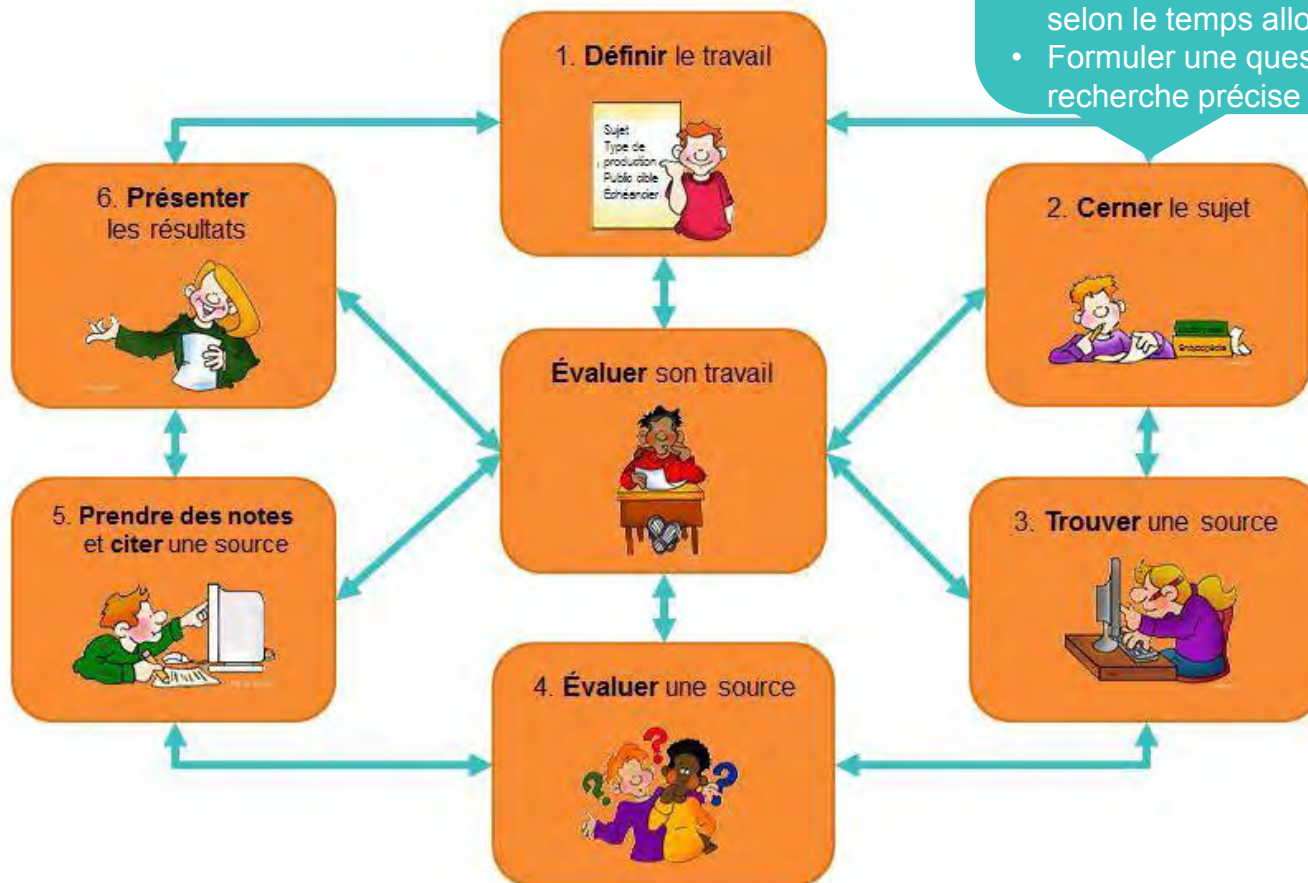 selon le temps allo
• Formuler une ques
recherche précise
1. Définir le travail
Sujet
Type de
production
Public cible
Échéancier
6. Présenter
les résultats
2. Cerner le sujet
Encyclopédie
Évaluer son travail
5. Prendre des notes
et citer une source
3. Trouver une source
4. Évaluer une source